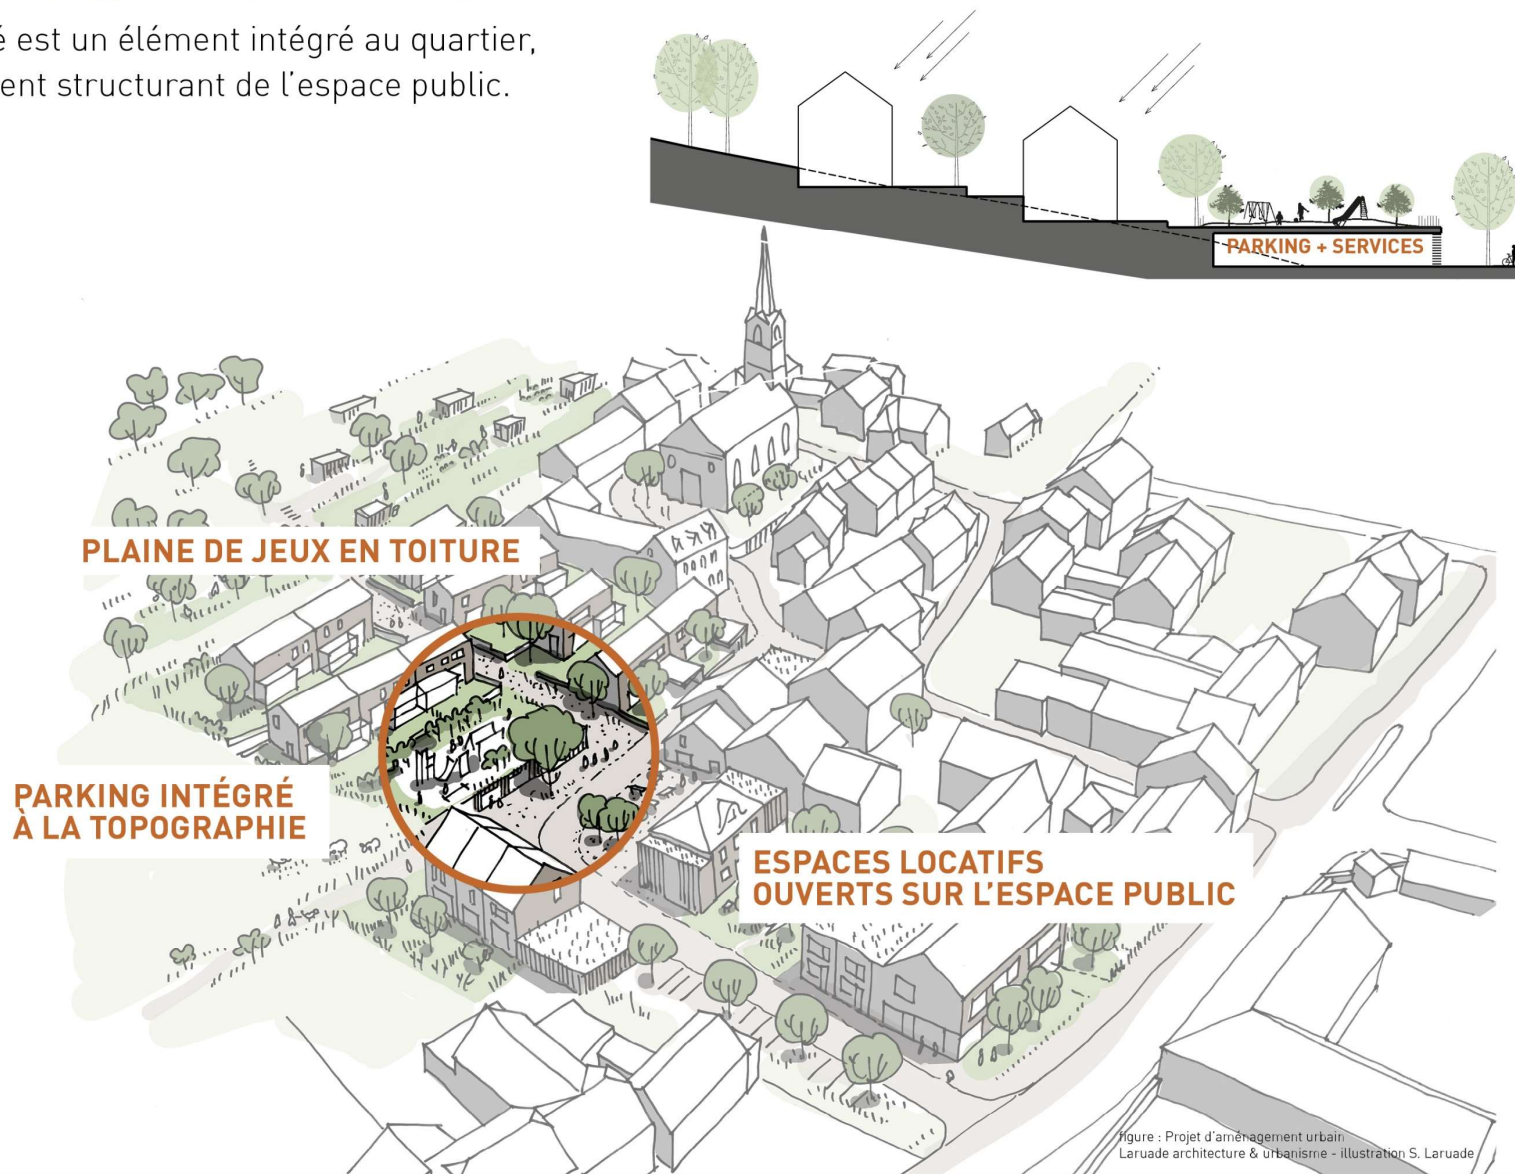 é est un élément intégré au quartier,
ent structurant de l'espace public.
PARKING + SERVICES
PLAINE DE JEUX EN TOITURE
PARKING INTÉGRÉ
À LA TOPOGRAPHIE
ESPACES LOCATIFS
OUVERTS SUR L'ESPACE PUBLIC
figure : Projet d'aménagement urbain
Laruade architecture & urbanisme - illustration S. Laruade